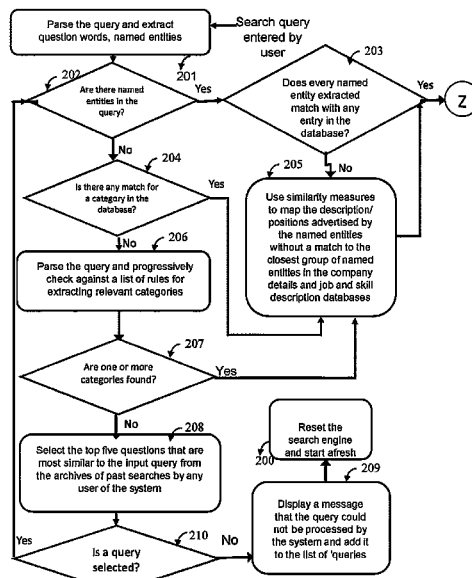 Parse the query and extract
question words, named entities
Search query
entered by
user
201
202
Are there named
entities in the
query?
Yes
203
Does every named
entity extracted
match with any
entry in the
database?
Yes
Z
No
No
204
Is there any match for
a category in the
database?
Yes
205
Use similarity measures
to map the description/
positions advertised by
the named entities
without a match to the
closest group of named
entities in the company
details and job and skill
description databases
No
206
Parse the query and progressively
check against a list of rules for
extracting relevant categories
207
Are one or more
categories found?
Yes
No
208
Select the top five questions that are
most similar to the input query from
the archives of past searches by any
user of the system
200
Reset the
search engine
and start afresh
209
Display a message
that the query could
not be processed by
the system and add it
to the list of 'queries
210
Yes
Is a query
selected?
No